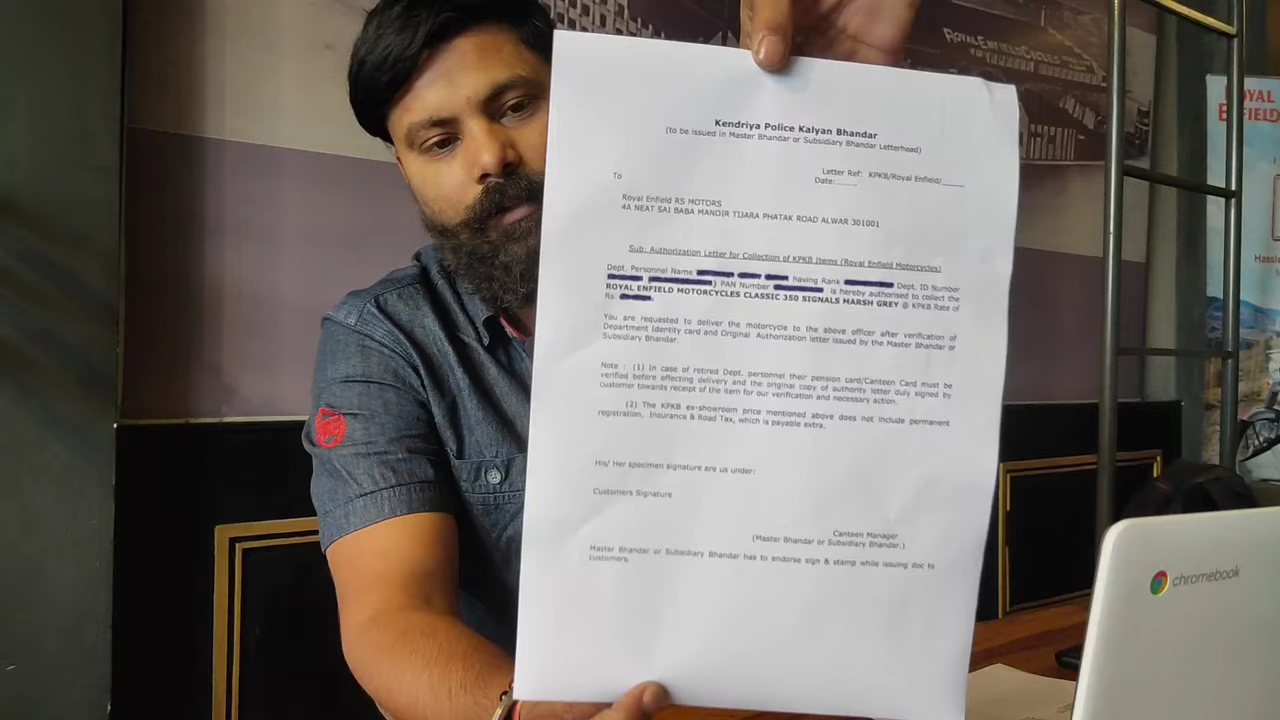 ROYAL ENFIELD CYCLES
ROYAL
ENFIELD
Kendriya Police Kalyan Bhandar
(to be issued in Master Bhandar or Subsidiary Bhandar Letterhead)
Letter Ref: KPKB/Royal Enfield/_____
To
Date:_____
Royal Enfield RS MOTORS
4A NEAT SAI BABA MANDIR TIJARA PHATAK ROAD ALWAR 301001
Sub: Authorization Letter for Collection of KPKB Items (Royal Enfield Motorcycles)
Dept. Personnel Name having Rank Dept. ID Number
) PAN Number is hereby authorised to collect the
ROYAL ENFIELD MOTORCYCLES CLASSIC 350 SIGNALS MARSH GREY @ KPKB Rate of
Rs.
You are requested to deliver the motorcycle to the above officer after verification of
Department Identity card and Original Authorization letter issued by the Master Bhandar or
Subsidiary Bhandar.
Note : (1) In case of retired Dept. personnel their pension card/Canteen Card must be
verified before effecting delivery and the original copy of authority letter duly signed by
customer towards receipt of the item for our verification and necessary action.
(2) The KPKB ex-showroom price mentioned above does not include permanent
registration, Insurance & Road Tax, which is payable extra.
His/ Her specimen signature are us under:
Customers Signature
Canteen Manager
(Master Bhandar or Subsidiary Bhandar.)
Master Bhandar or Subsidiary Bhandar has to endorse sign & stamp while issuing doc to
customers.
chromebook